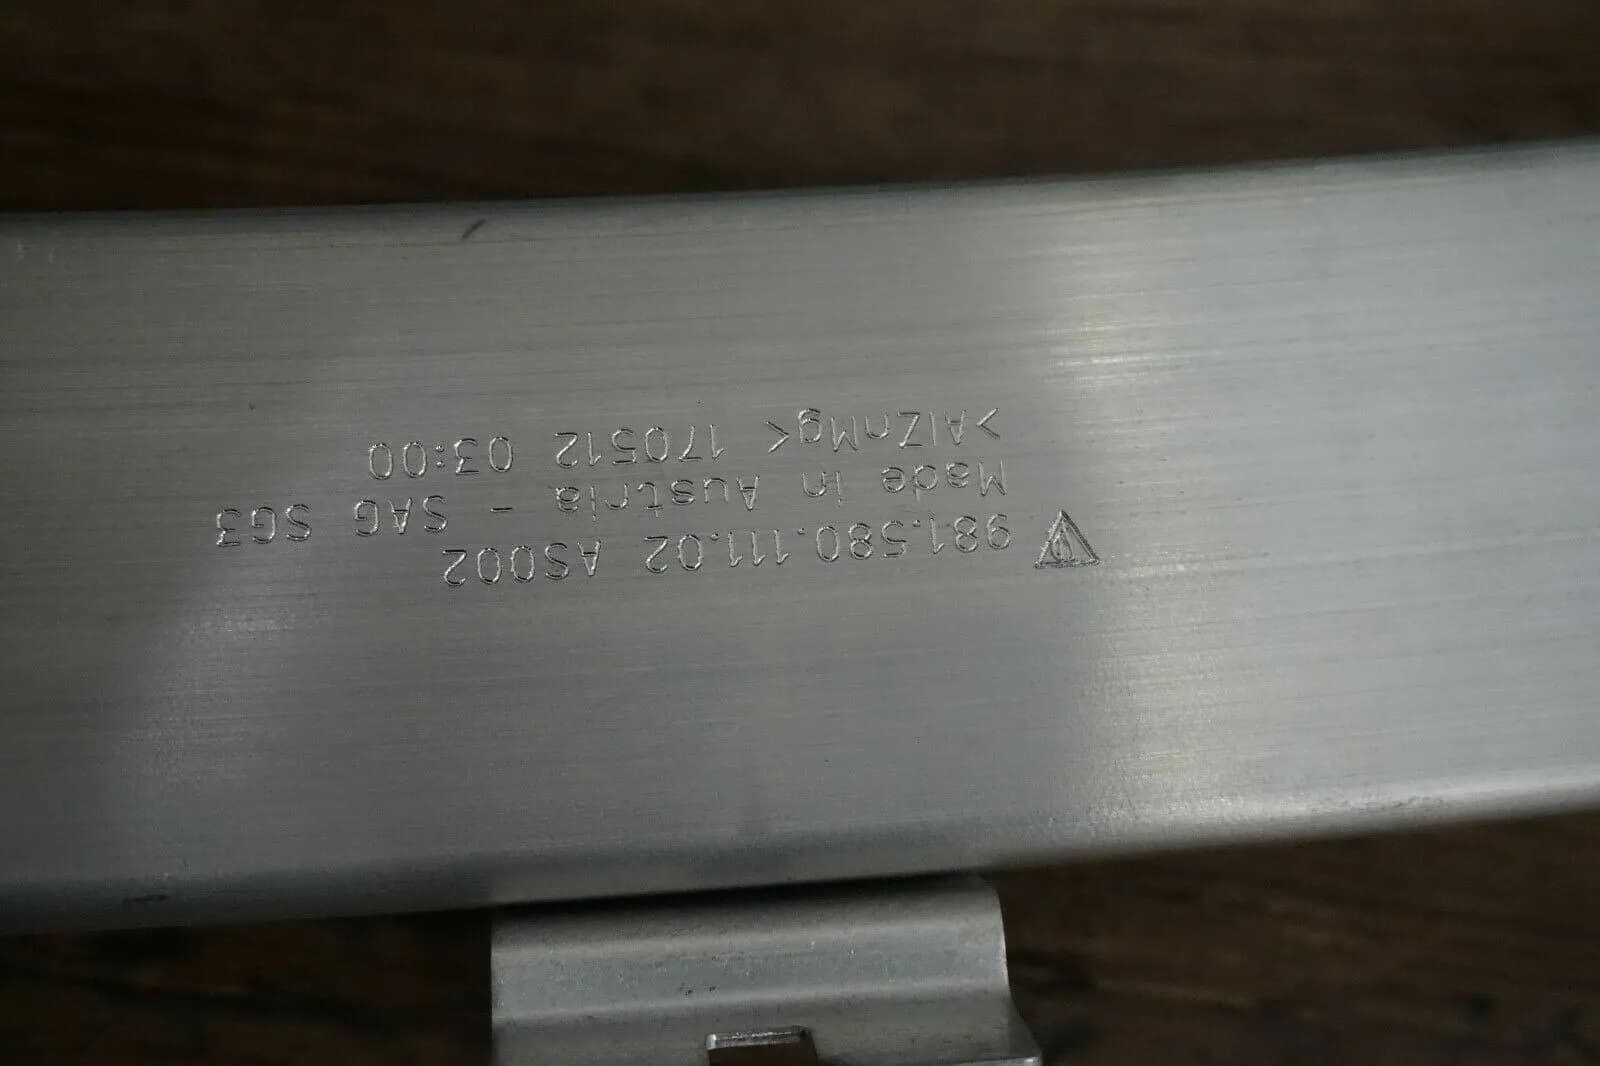 981.580.111.02 AS002
Made in Austria - SAG SG3
>AlZnMg< 170512 03:00